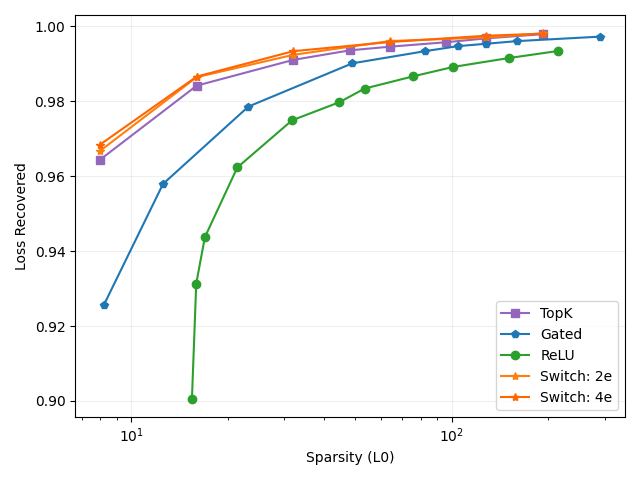 1.00
0.98
0.96
0.94
0.92
0.90
Loss Recovered
10¹
10²
Sparsity (L0)
TopK
Gated
ReLU
Switch: 2e
Switch: 4e